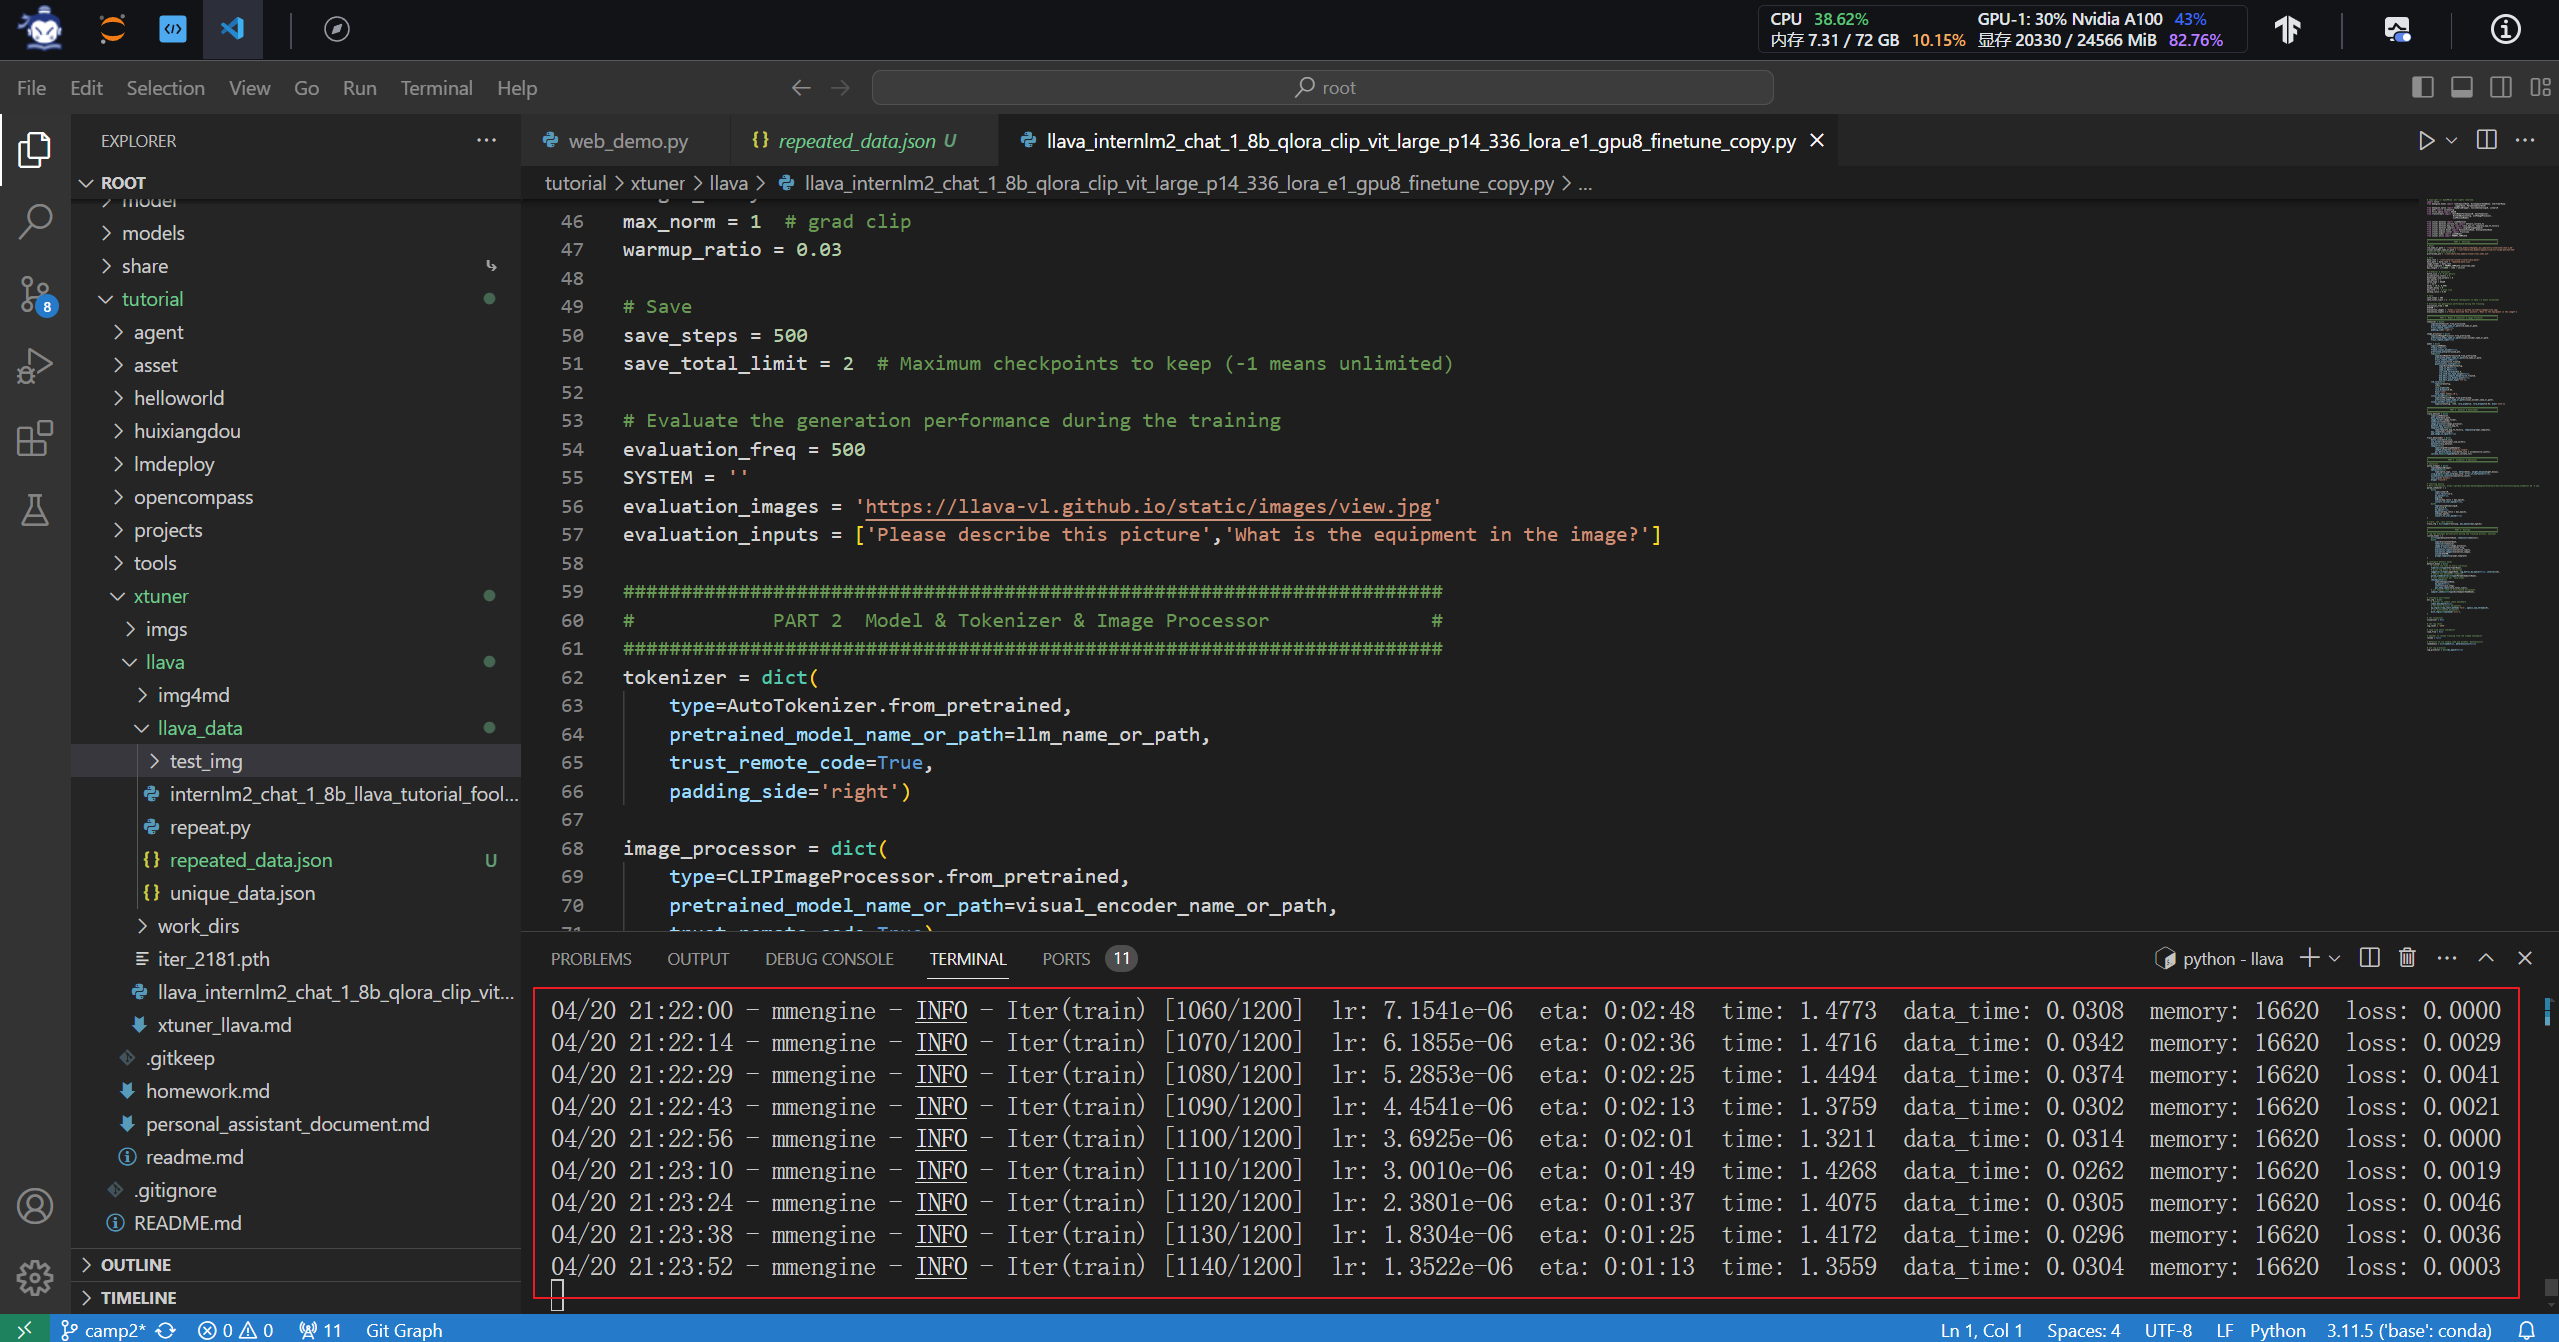 CPU 38.62% GPU-1: 30% Nvidia A100 43%
内存 7.31 / 72 GB 10.15% 显存 20330 / 24566 MiB 82.76%
File Edit Selection View Go Run Terminal Help
root
EXPLORER
web_demo.py
repeated_data.json U
llava_internlm2_chat_1_8b_qlora_clip_vit_large_p14_336_lora_e1_gpu8_finetune_copy.py
tutorial > xtuner > llava > llava_internlm2_chat_1_8b_qlora_clip_vit_large_p14_336_lora_e1_gpu8_finetune_copy.py > ...
ROOT
model
models
share
tutorial
agent
asset
helloworld
huixiangdou
lmdeploy
opencompass
projects
tools
xtuner
imgs
llava
img4md
llava_data
test_img
internlm2_chat_1_8b_llava_tutorial_fool...
repeat.py
repeated_data.json U
unique_data.json
work_dirs
iter_2181.pth
llava_internlm2_chat_1_8b_qlora_clip_vit...
xtuner_llava.md
.gitkeep
homework.md
personal_assistant_document.md
readme.md
.gitignore
README.md
OUTLINE
TIMELINE
8
46 max_norm = 1  # grad clip
47 warmup_ratio = 0.03
48
49 # Save
50 save_steps = 500
51 save_total_limit = 2  # Maximum checkpoints to keep (-1 means unlimited)
52
53 # Evaluate the generation performance during the training
54 evaluation_freq = 500
55 SYSTEM = ''
56 evaluation_images = 'https://llava-vl.github.io/static/images/view.jpg'
57 evaluation_inputs = ['Please describe this picture','What is the equipment in the image?']
58
59 #######################################################################
60 #            PART 2  Model & Tokenizer & Image Processor              #
61 #######################################################################
62 tokenizer = dict(
63     type=AutoTokenizer.from_pretrained,
64     pretrained_model_name_or_path=llm_name_or_path,
65     trust_remote_code=True,
66     padding_side='right')
67
68 image_processor = dict(
69     type=CLIPImageProcessor.from_pretrained,
70     pretrained_model_name_or_path=visual_encoder_name_or_path,
71     trust_remote_code=True)
PROBLEMS OUTPUT DEBUG CONSOLE TERMINAL PORTS 11
python - llava
04/20 21:22:00 - mmengine - INFO - Iter(train) [1060/1200]  lr: 7.1541e-06  eta: 0:02:48  time: 1.4773  data_time: 0.0308  memory: 16620  loss: 0.0000
04/20 21:22:14 - mmengine - INFO - Iter(train) [1070/1200]  lr: 6.1855e-06  eta: 0:02:36  time: 1.4716  data_time: 0.0342  memory: 16620  loss: 0.0029
04/20 21:22:29 - mmengine - INFO - Iter(train) [1080/1200]  lr: 5.2853e-06  eta: 0:02:25  time: 1.4494  data_time: 0.0374  memory: 16620  loss: 0.0041
04/20 21:22:43 - mmengine - INFO - Iter(train) [1090/1200]  lr: 4.4541e-06  eta: 0:02:13  time: 1.3759  data_time: 0.0302  memory: 16620  loss: 0.0021
04/20 21:22:56 - mmengine - INFO - Iter(train) [1100/1200]  lr: 3.6925e-06  eta: 0:02:01  time: 1.3211  data_time: 0.0314  memory: 16620  loss: 0.0000
04/20 21:23:10 - mmengine - INFO - Iter(train) [1110/1200]  lr: 3.0010e-06  eta: 0:01:49  time: 1.4268  data_time: 0.0262  memory: 16620  loss: 0.0019
04/20 21:23:24 - mmengine - INFO - Iter(train) [1120/1200]  lr: 2.3801e-06  eta: 0:01:37  time: 1.4075  data_time: 0.0305  memory: 16620  loss: 0.0046
04/20 21:23:38 - mmengine - INFO - Iter(train) [1130/1200]  lr: 1.8304e-06  eta: 0:01:25  time: 1.4172  data_time: 0.0296  memory: 16620  loss: 0.0036
04/20 21:23:52 - mmengine - INFO - Iter(train) [1140/1200]  lr: 1.3522e-06  eta: 0:01:13  time: 1.3559  data_time: 0.0304  memory: 16620  loss: 0.0003
camp2* 0 0 11 Git Graph Ln 1, Col 1 Spaces: 4 UTF-8 LF Python 3.11.5 ('base': conda)